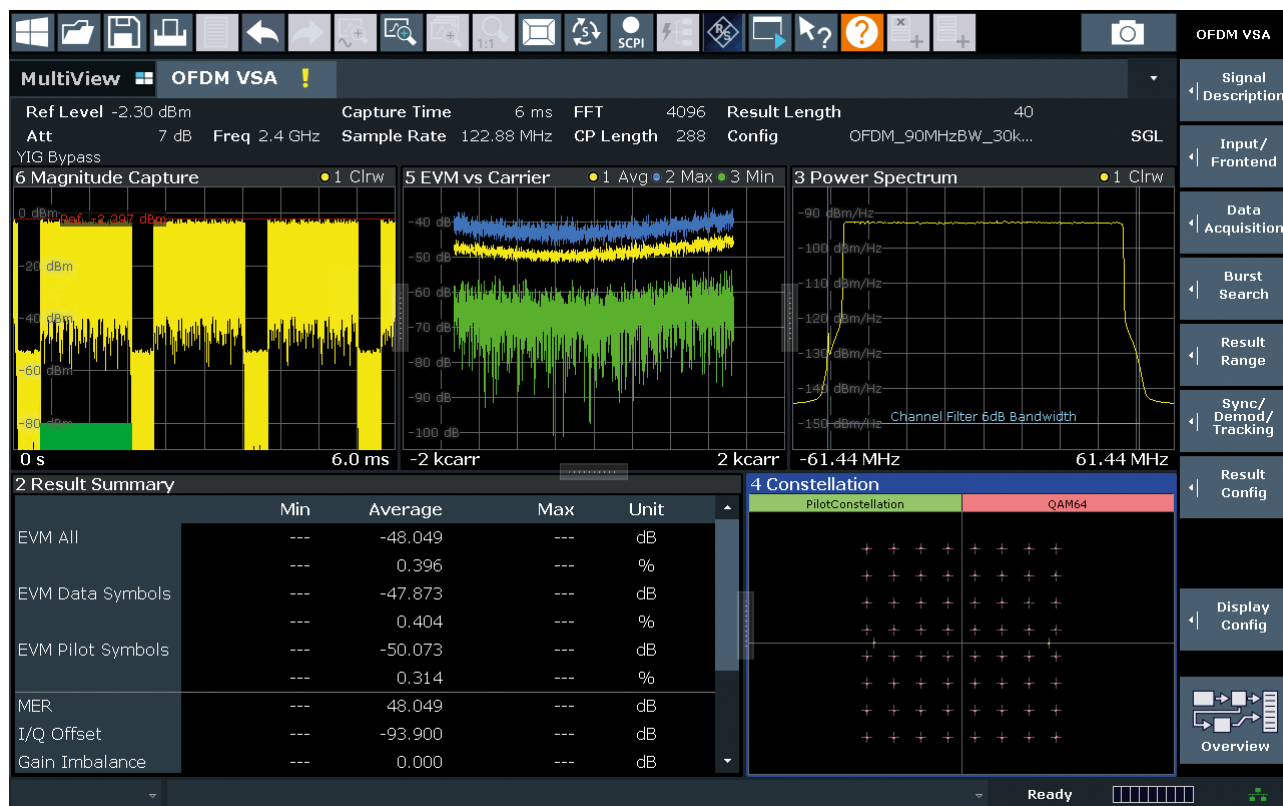 1:1
SCPI
R&S
OFDM VSA
MultiView
OFDM VSA !
Ref Level -2.30 dBm Capture Time 6 ms FFT 4096 Result Length 40
Att 7 dB Freq 2.4 GHz Sample Rate 122.88 MHz CP Length 288 Config OFDM_90MHzBW_30k... SGL
YIG Bypass
6 Magnitude Capture 1 Clrw
0 dBm
Ref -2.297 dBm
-20 dBm
-40 dBm
-60 dBm
-80 dBm
0 s 6.0 ms
5 EVM vs Carrier 1 Avg 2 Max 3 Min
-40 dB
-50 dB
-60 dB
-70 dB
-80 dB
-90 dB
-100 dB
-2 kcarr 2 kcarr
3 Power Spectrum 1 Clrw
-90 dBm/Hz
-100 dBm/Hz
-110 dBm/Hz
-120 dBm/Hz
-130 dBm/Hz
-140 dBm/Hz
-150 dBm/Hz
Channel Filter 6dB Bandwidth
-61.44 MHz 61.44 MHz
2 Result Summary
Min Average Max Unit
EVM All --- -48.049 --- dB
--- 0.396 --- %
EVM Data Symbols --- -47.873 --- dB
--- 0.404 --- %
EVM Pilot Symbols --- -50.073 --- dB
--- 0.314 --- %
MER --- 48.049 --- dB
I/Q Offset --- -93.900 --- dB
Gain Imbalance --- 0.000 --- dB
4 Constellation
PilotConstellation QAM64
Signal
Description
Input/
Frontend
Data
Acquisition
Burst
Search
Result
Range
Sync/
Demod/
Tracking
Result
Config
Display
Config
Overview
Ready